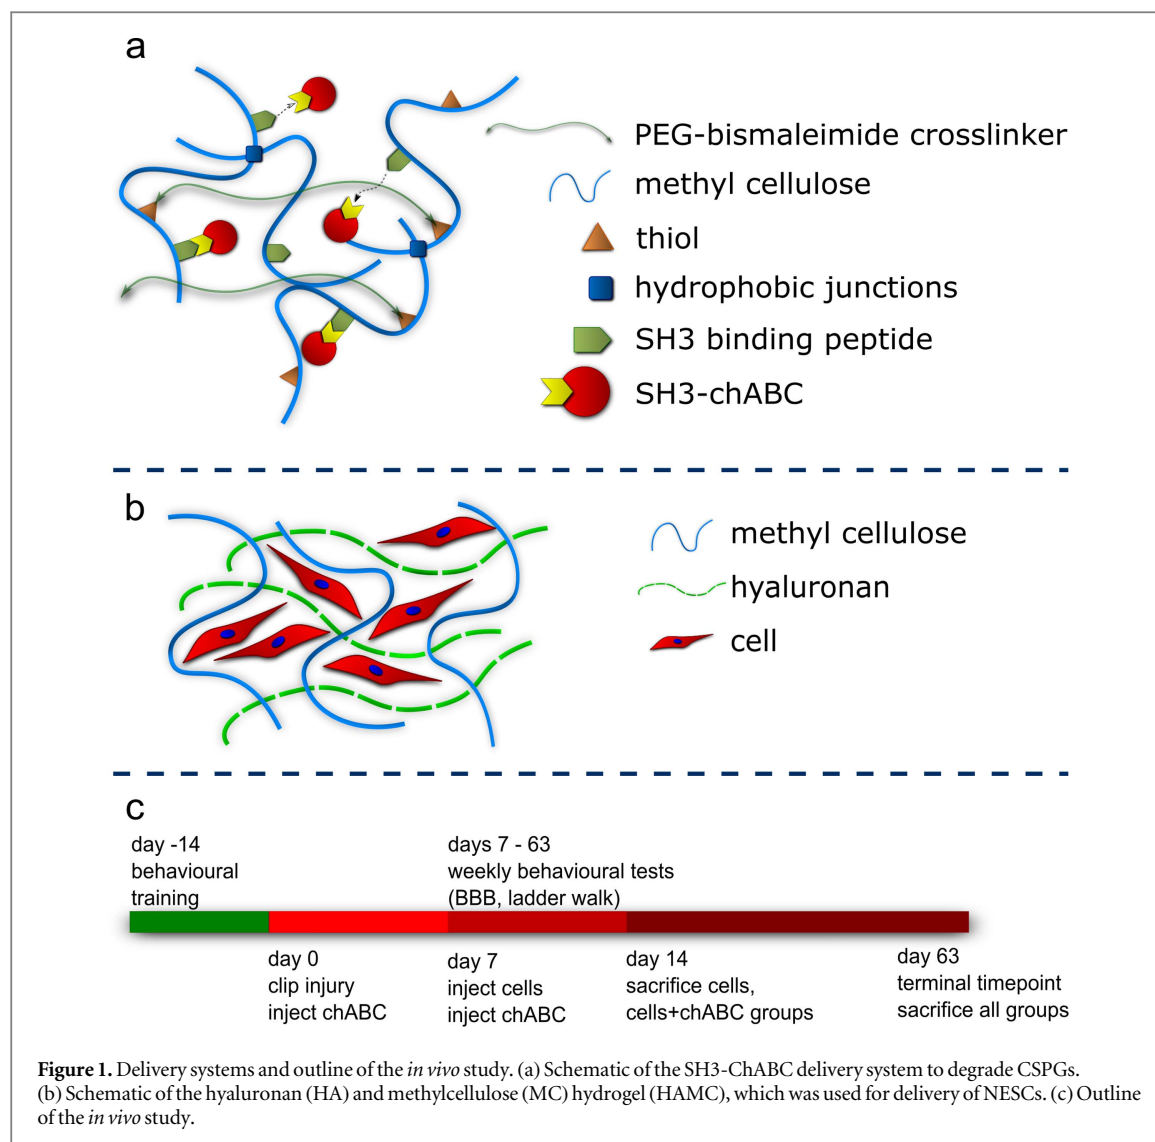 a
PEG-bismaleimide crosslinker
methyl cellulose
thiol
hydrophobic junctions
SH3 binding peptide
SH3-chABC
b
methyl cellulose
hyaluronan
cell
c
day -14
behavioural
training
days 7 - 63
weekly behavioural tests
(BBB, ladder walk)
day 0
clip injury
inject chABC
day 7
inject cells
inject chABC
day 14
sacrifice cells,
cells+chABC groups
day 63
terminal timepoint
sacrifice all groups
Figure 1. Delivery systems and outline of the in vivo study. (a) Schematic of the SH3-ChABC delivery system to degrade CSPGs.
(b) Schematic of the hyaluronan (HA) and methylcellulose (MC) hydrogel (HAMC), which was used for delivery of NESCs. (c) Outline
of the in vivo study.